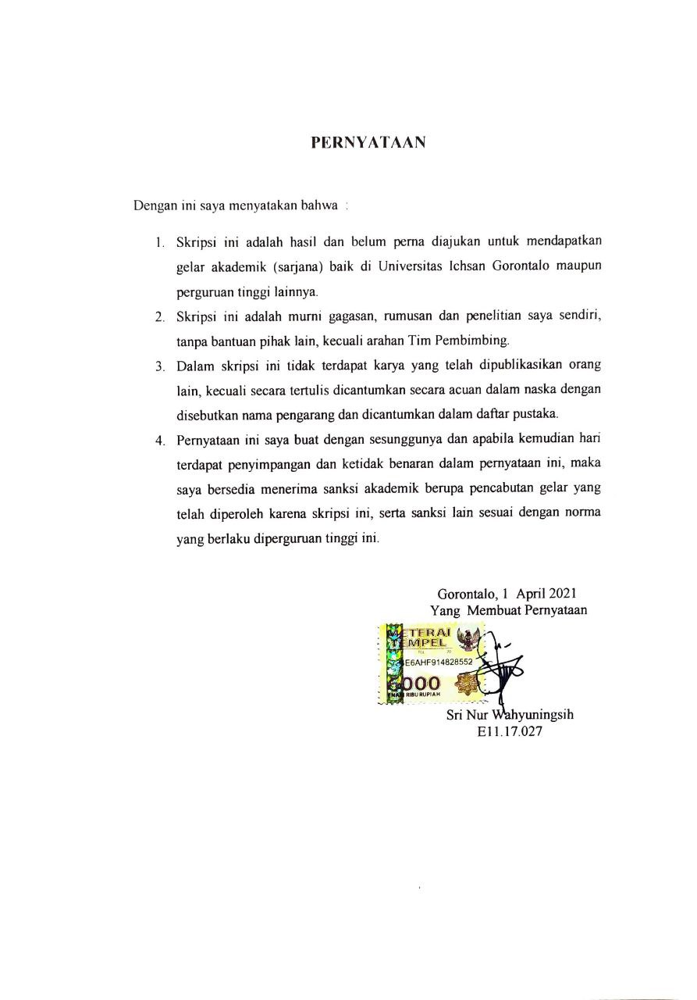 PERNYATAAN
Dengan ini saya menyatakan bahwa :
1. Skripsi ini adalah hasil dan belum perna diajukan untuk mendapatkan
gelar akademik (sarjana) baik di Universitas Ichsan Gorontalo maupun
perguruan tinggi lainnya.
2. Skripsi ini adalah murni gagasan, rumusan dan penelitian saya sendiri,
tanpa bantuan pihak lain, kecuali arahan Tim Pembimbing.
3. Dalam skripsi ini tidak terdapat karya yang telah dipublikasikan orang
lain, kecuali secara tertulis dicantumkan secara acuan dalam naska dengan
disebutkan nama pengarang dan dicantumkan dalam daftar pustaka.
4. Pernyataan ini saya buat dengan sesunggunya dan apabila kemudian hari
terdapat penyimpangan dan ketidak benaran dalam pernyataan ini, maka
saya bersedia menerima sanksi akademik berupa pencabutan gelar yang
telah diperoleh karena skripsi ini, serta sanksi lain sesuai dengan norma
yang berlaku diperguruan tinggi ini.
Gorontalo, 1 April 2021
Yang Membuat Pernyataan
METERAI
TEMPEL
E6AHF914828552
6000
ENAM RIBU RUPIAH
Sri Nur Wahyuningsih
E11.17.027